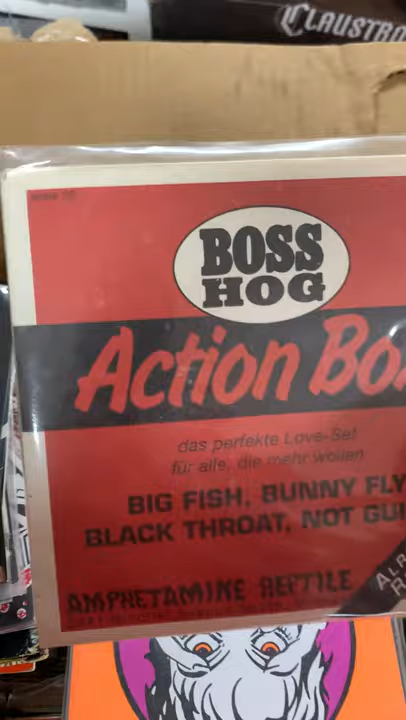 CLAUSTRO
BOSS
HOG
Action Bo
das perfekte Love-Set
für alle, die mehr wollen
BIG FISH, BUNNY FLY
BLACK THROAT, NOT GUI
AMPHETAMINE REPTILE